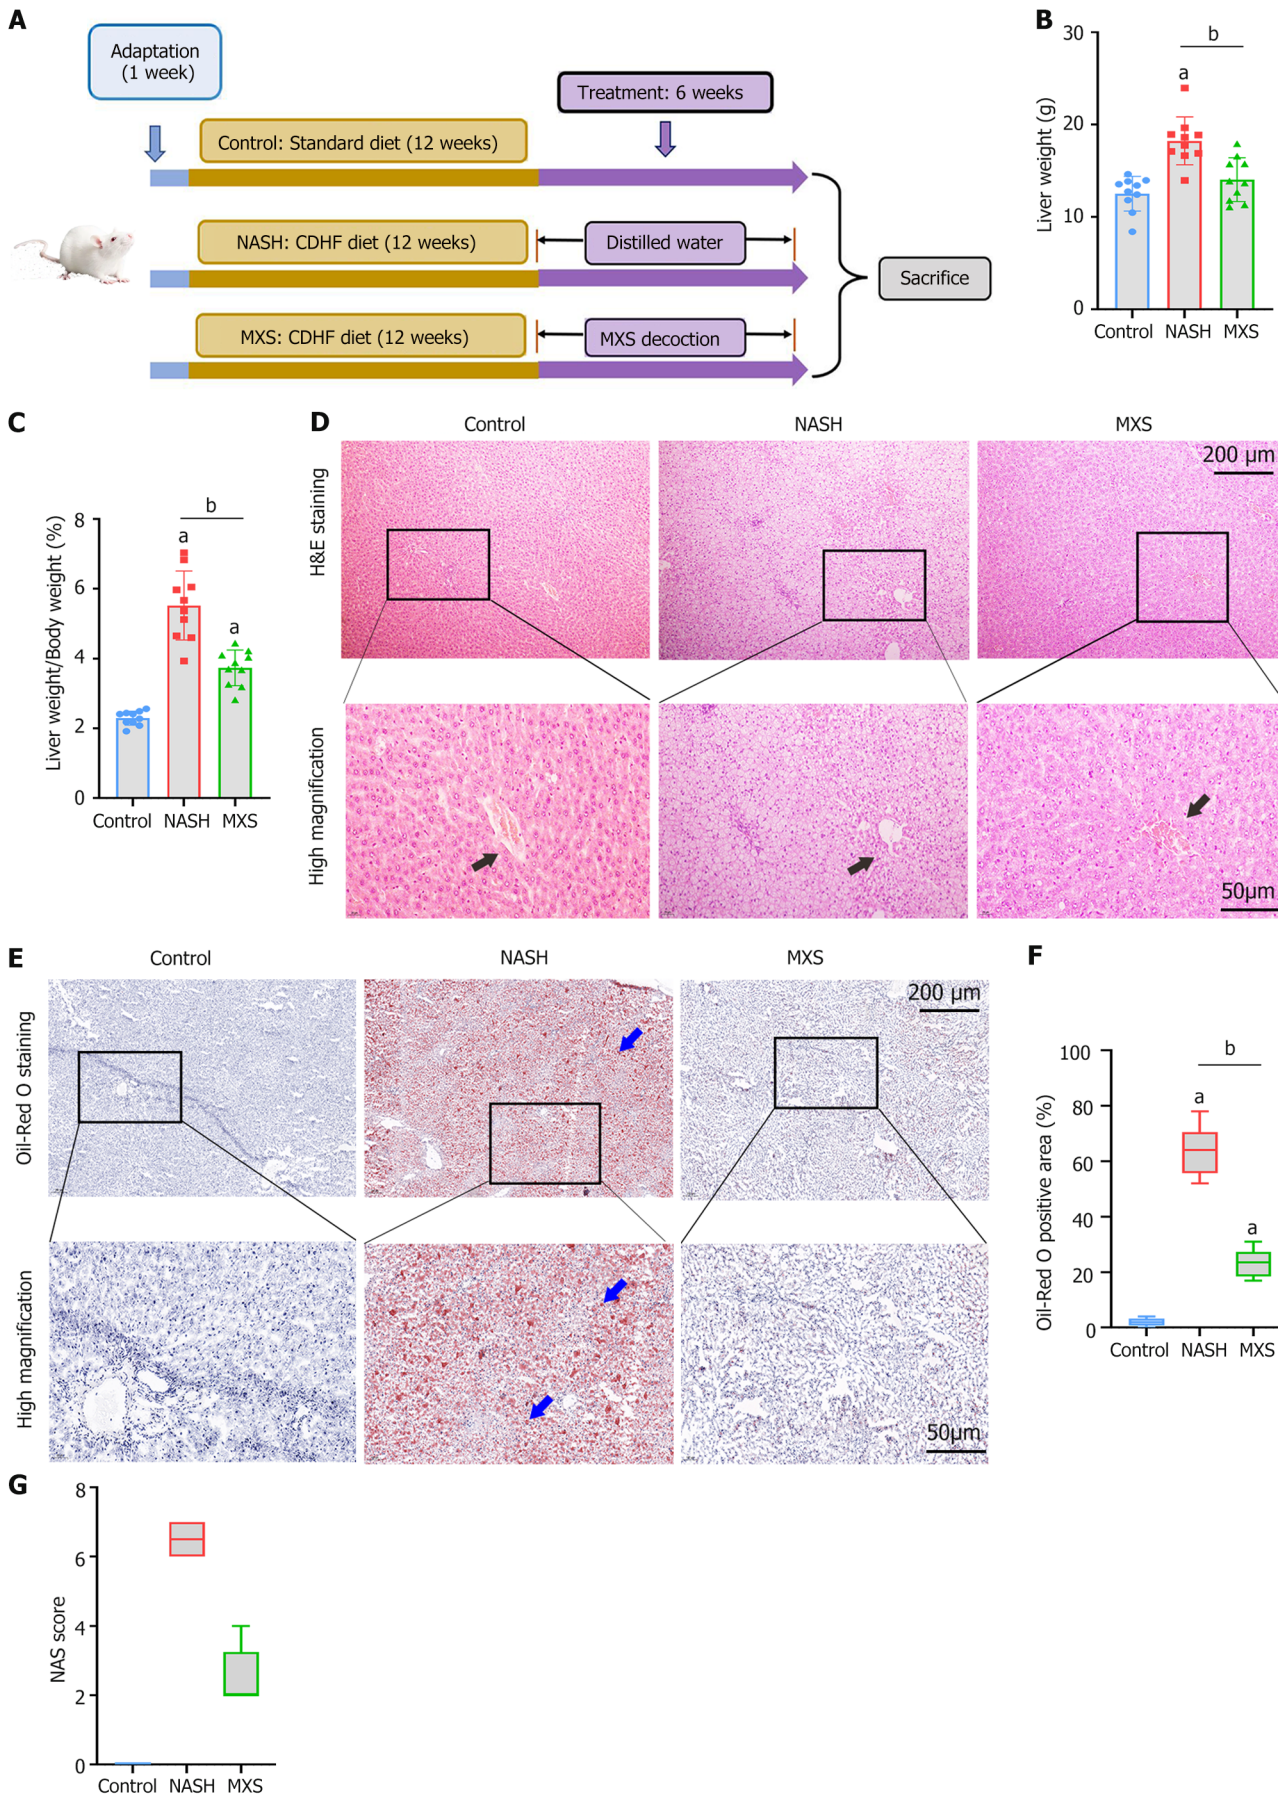 A
Adaptation
(1 week)
Treatment: 6 weeks
Control: Standard diet (12 weeks)
NASH: CDHF diet (12 weeks)
Distilled water
MXS: CDHF diet (12 weeks)
MXS decoction
Sacrifice
B
Liver weight (g)
30
20
10
0
a
b
Control NASH MXS
C
Liver weight/Body weight (%)
8
6
4
2
0
a
b
a
Control NASH MXS
D
Control NASH MXS
H&E staining
200 μm
High magnification
50μm
E
Control NASH MXS
Oil-Red O staining
200 μm
High magnification
50μm
F
Oil-Red O positive area (%)
100
80
60
40
20
0
a
b
a
Control NASH MXS
G
NAS score
8
6
4
2
0
Control NASH MXS